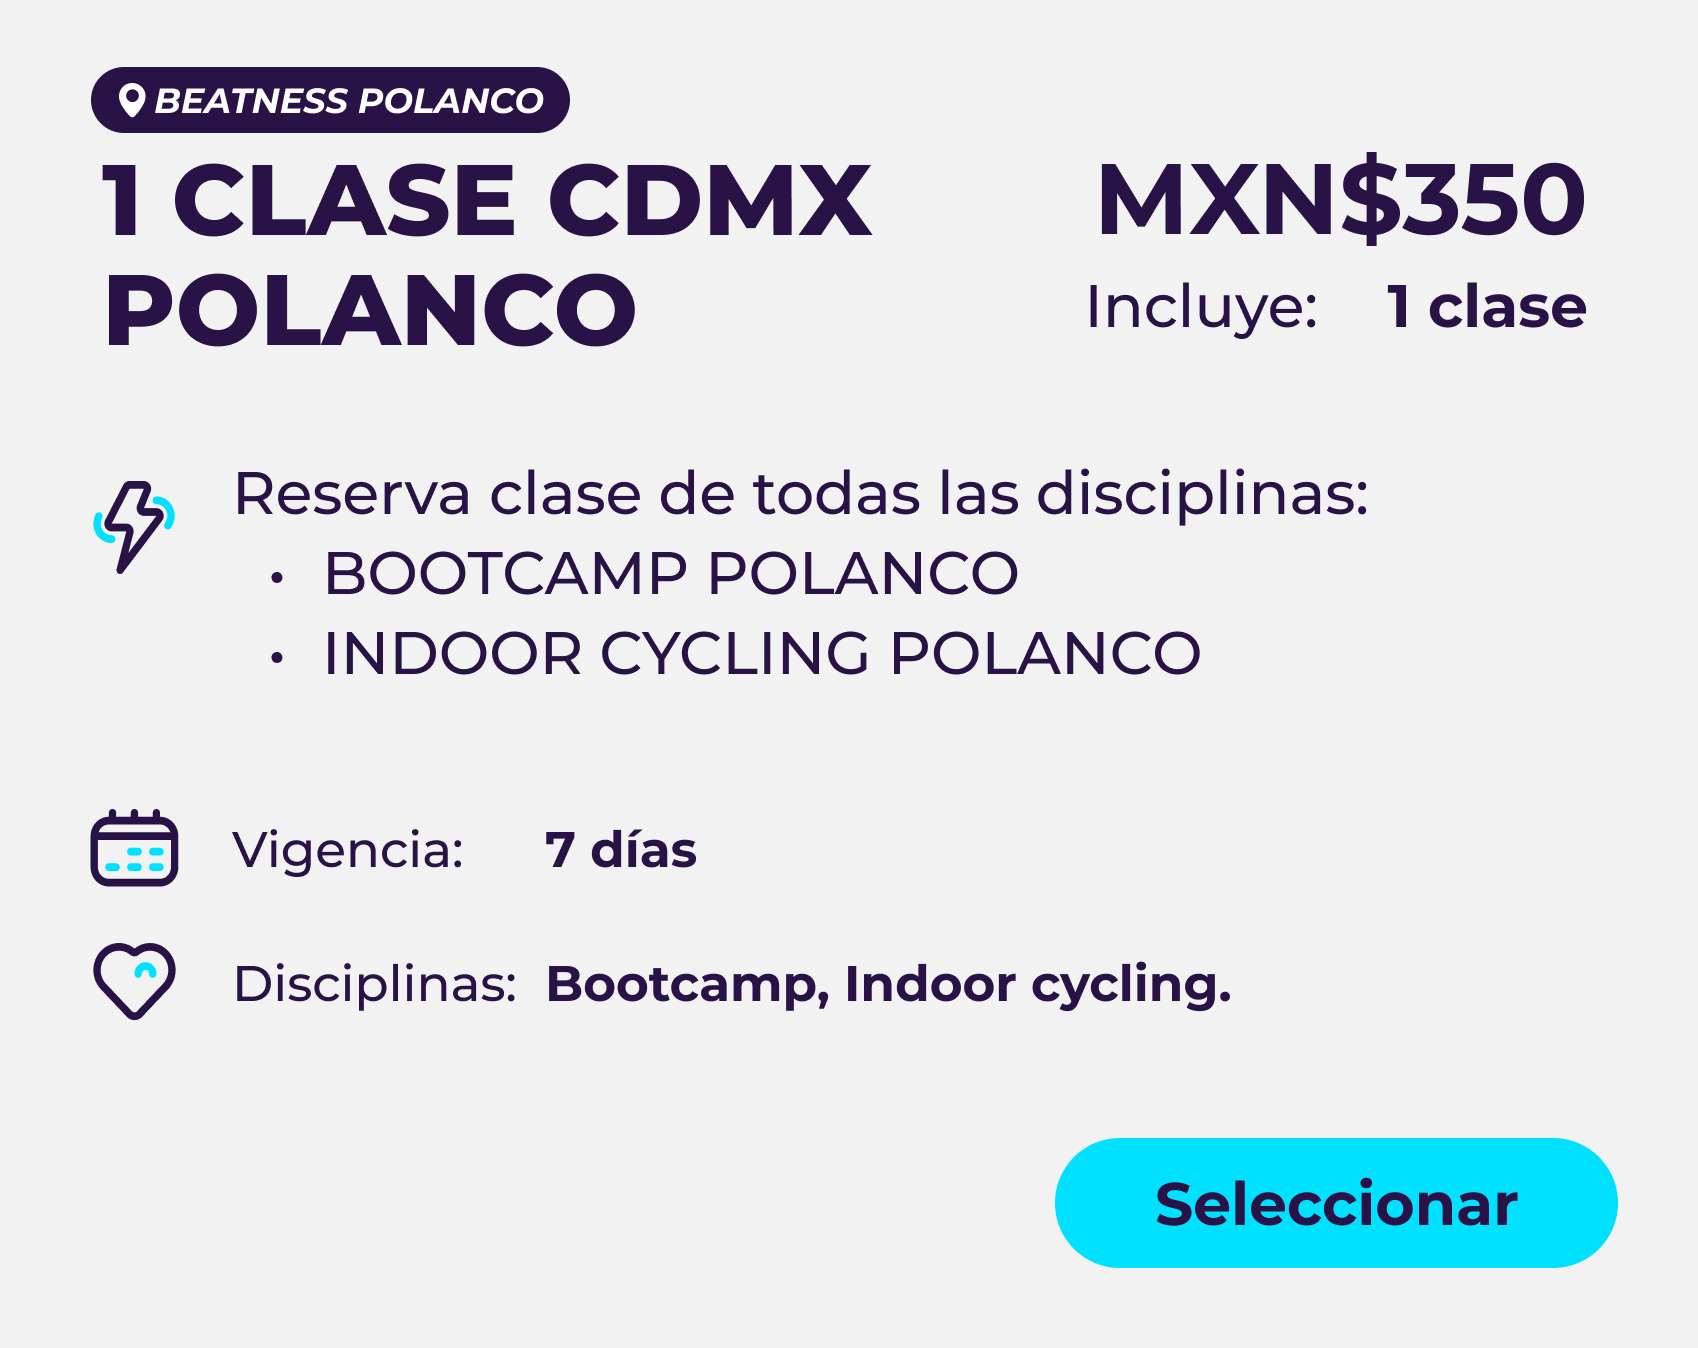 BEATNESS POLANCO
1 CLASE CDMX
POLANCO
MXN$350
Incluye: 1 clase
Reserva clase de todas las disciplinas:
• BOOTCAMP POLANCO
• INDOOR CYCLING POLANCO
Vigencia: 7 días
Disciplinas: Bootcamp, Indoor cycling.
Seleccionar